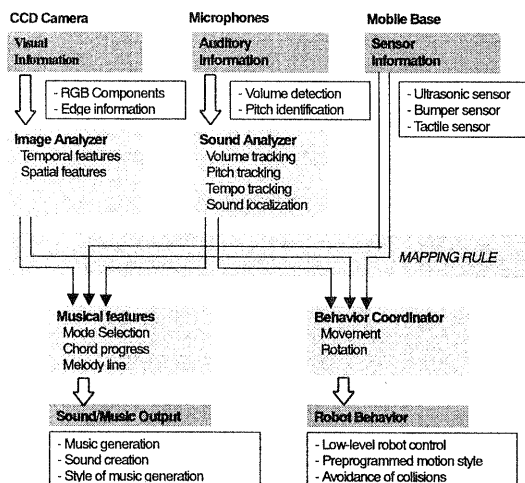 CCD Camera
Microphones
Moblie Base
Visual
Information
Auditory
Information
Sensor
Information
- RGB Components
- Edge information
- Volume detection
- Pitch identification
- Ultrasonic sensor
- Bumper sensor
- Tactile sensor
Image Analyzer
Temporal features
Spatial features
Sound Analyzer
Volume tracking
Pitch tracking
Tempo tracking
Sound localization
MAPPING RULE
Musical features
Mode Selection
Chord progress
Melody line
Behavior Coordinator
Movement
Rotation
Sound/Music Output
- Music generation
- Sound creation
- Style of music generation
Robot Behavior
- Low-level robot control
- Preprogrammed motion style
- Avoidance of collisions